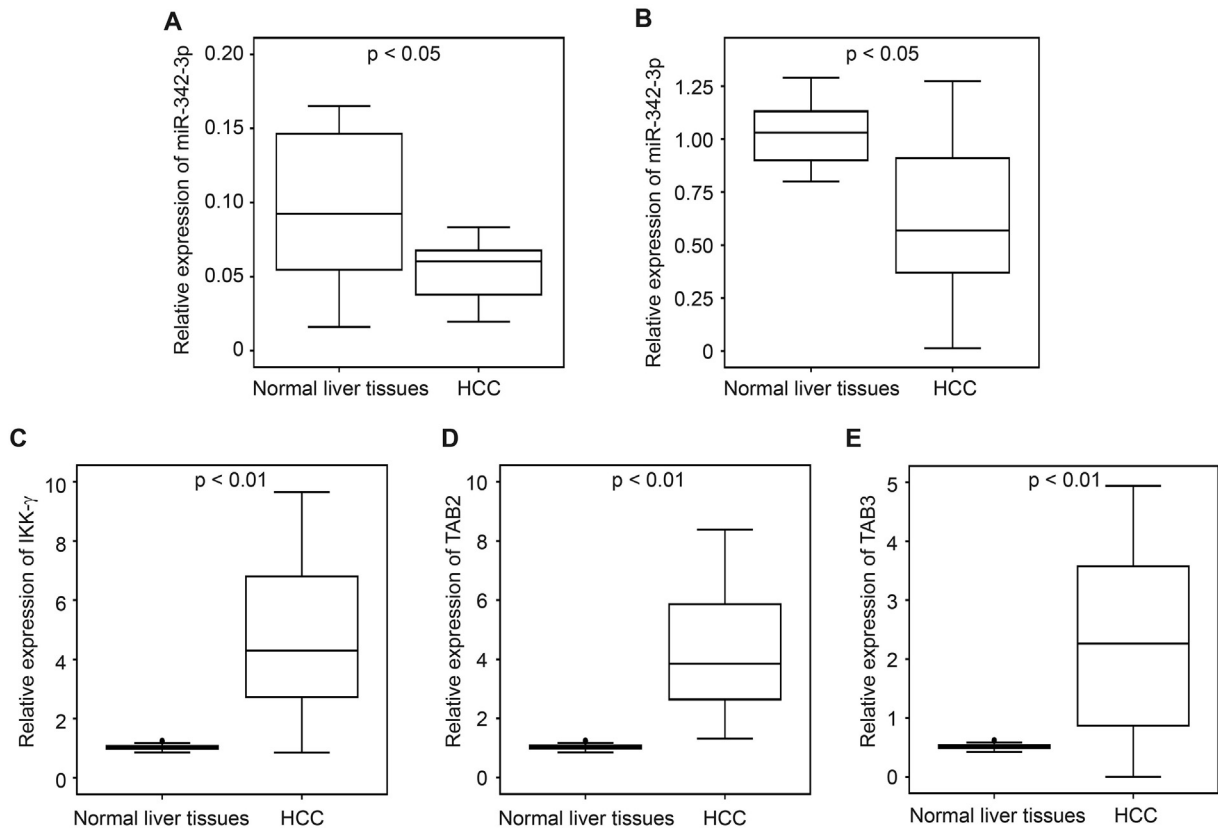 A
Relative expression of miR-342-3p
p < 0.05
0.20
0.15
0.10
0.05
0
Normal liver tissues
HCC
B
Relative expression of miR-342-3p
p < 0.05
1.25
1.00
0.75
0.50
0.25
0
Normal liver tissues
HCC
C
Relative expression of IKK-γ
p < 0.01
10
8
6
4
2
0
Normal liver tissues
HCC
D
Relative expression of TAB2
p < 0.01
10
8
6
4
2
0
Normal liver tissues
HCC
E
Relative expression of TAB3
p < 0.01
5
4
3
2
1
0
Normal liver tissues
HCC